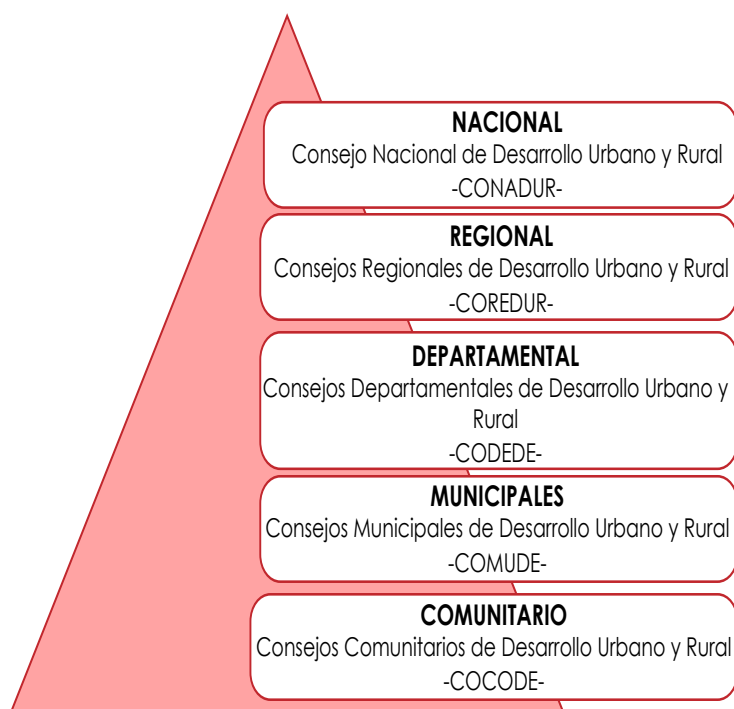 NACIONAL
Consejo Nacional de Desarrollo Urbano y Rural
-CONADUR-
REGIONAL
Consejos Regionales de Desarrollo Urbano y Rural
-COREDUR-
DEPARTAMENTAL
Consejos Departamentales de Desarrollo Urbano y
Rural
-CODEDE-
MUNICIPALES
Consejos Municipales de Desarrollo Urbano y Rural
-COMUDE-
COMUNITARIO
Consejos Comunitarios de Desarrollo Urbano y Rural
-COCODE-